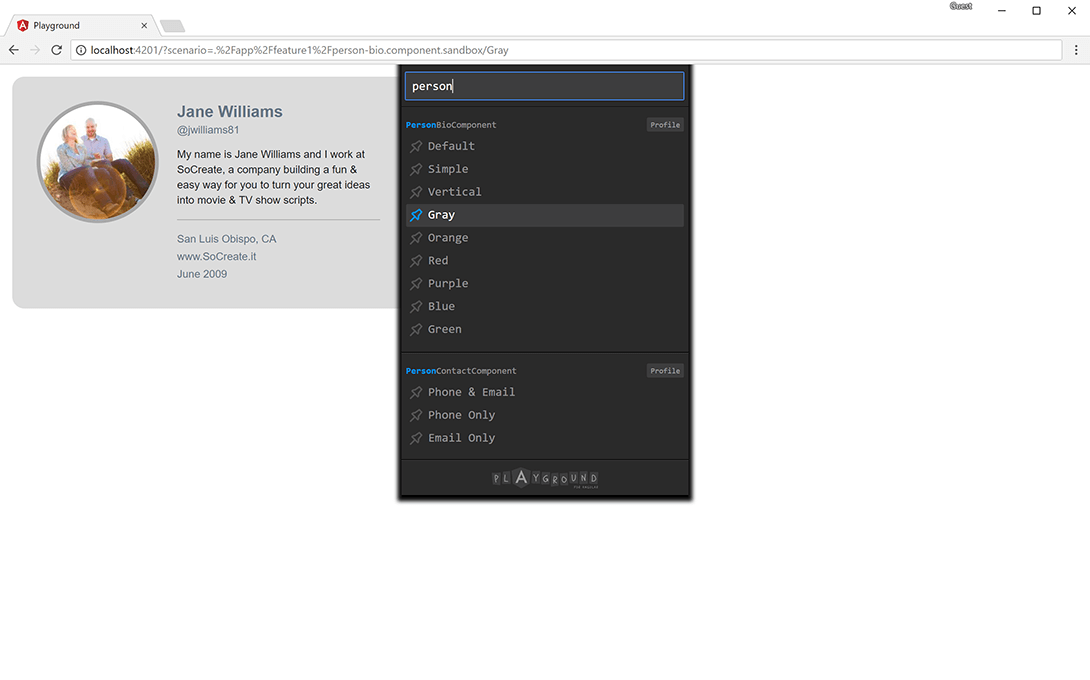 Guest
Playground
localhost:4201/?scenario=.%2Fapp%2Ffeature1%2Fperson-bio.component.sandbox/Gray
Jane Williams
@jwilliams81
My name is Jane Williams and I work at
SoCreate, a company building a fun &
easy way for you to turn your great ideas
into movie & TV show scripts.
San Luis Obispo, CA
www.SoCreate.it
June 2009
person
PersonBioComponent Profile
Default
Simple
Vertical
Gray
Orange
Red
Purple
Blue
Green
PersonContactComponent Profile
Phone & Email
Phone Only
Email Only
PLAYGROUND
FOR ANGULAR